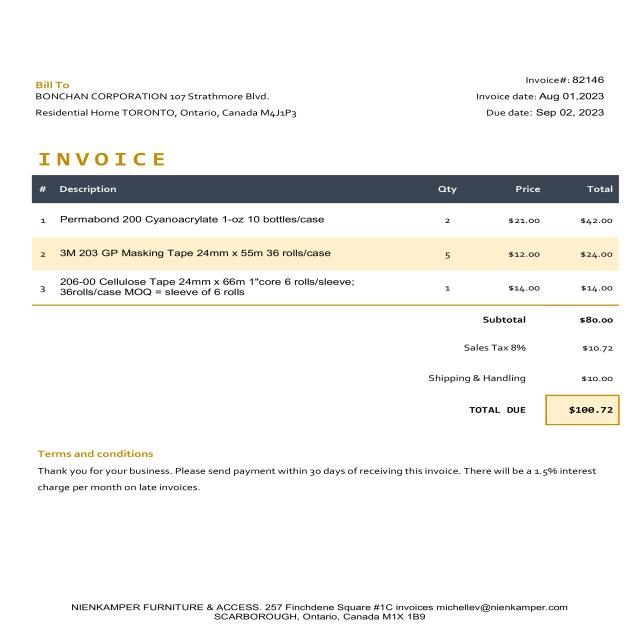 Bill To
BONCHAN CORPORATION 107 Strathmore Blvd.
Residential Home TORONTO, Ontario, Canada M4J1P3
Invoice#: 82146
Invoice date: Aug 01,2023
Due date: Sep 02, 2023
INVOICE
# Description Qty Price Total
1 Permabond 200 Cyanoacrylate 1-oz 10 bottles/case 2 $21.00 $42.00
2 3M 203 GP Masking Tape 24mm x 55m 36 rolls/case 5 $12.00 $24.00
3 206-00 Cellulose Tape 24mm x 66m 1"core 6 rolls/sleeve; 1 $14.00 $14.00
36rolls/case MOQ = sleeve of 6 rolls
Subtotal $80.00
Sales Tax 8% $10.72
Shipping & Handling $10.00
TOTAL DUE $100.72
Terms and conditions
Thank you for your business. Please send payment within 30 days of receiving this invoice. There will be a 1.5% interest
charge per month on late invoices.
NIENKAMPER FURNITURE & ACCESS. 257 Finchdene Square #1C invoices michellev@nienkamper.com
SCARBOROUGH, Ontario, Canada M1X 1B9